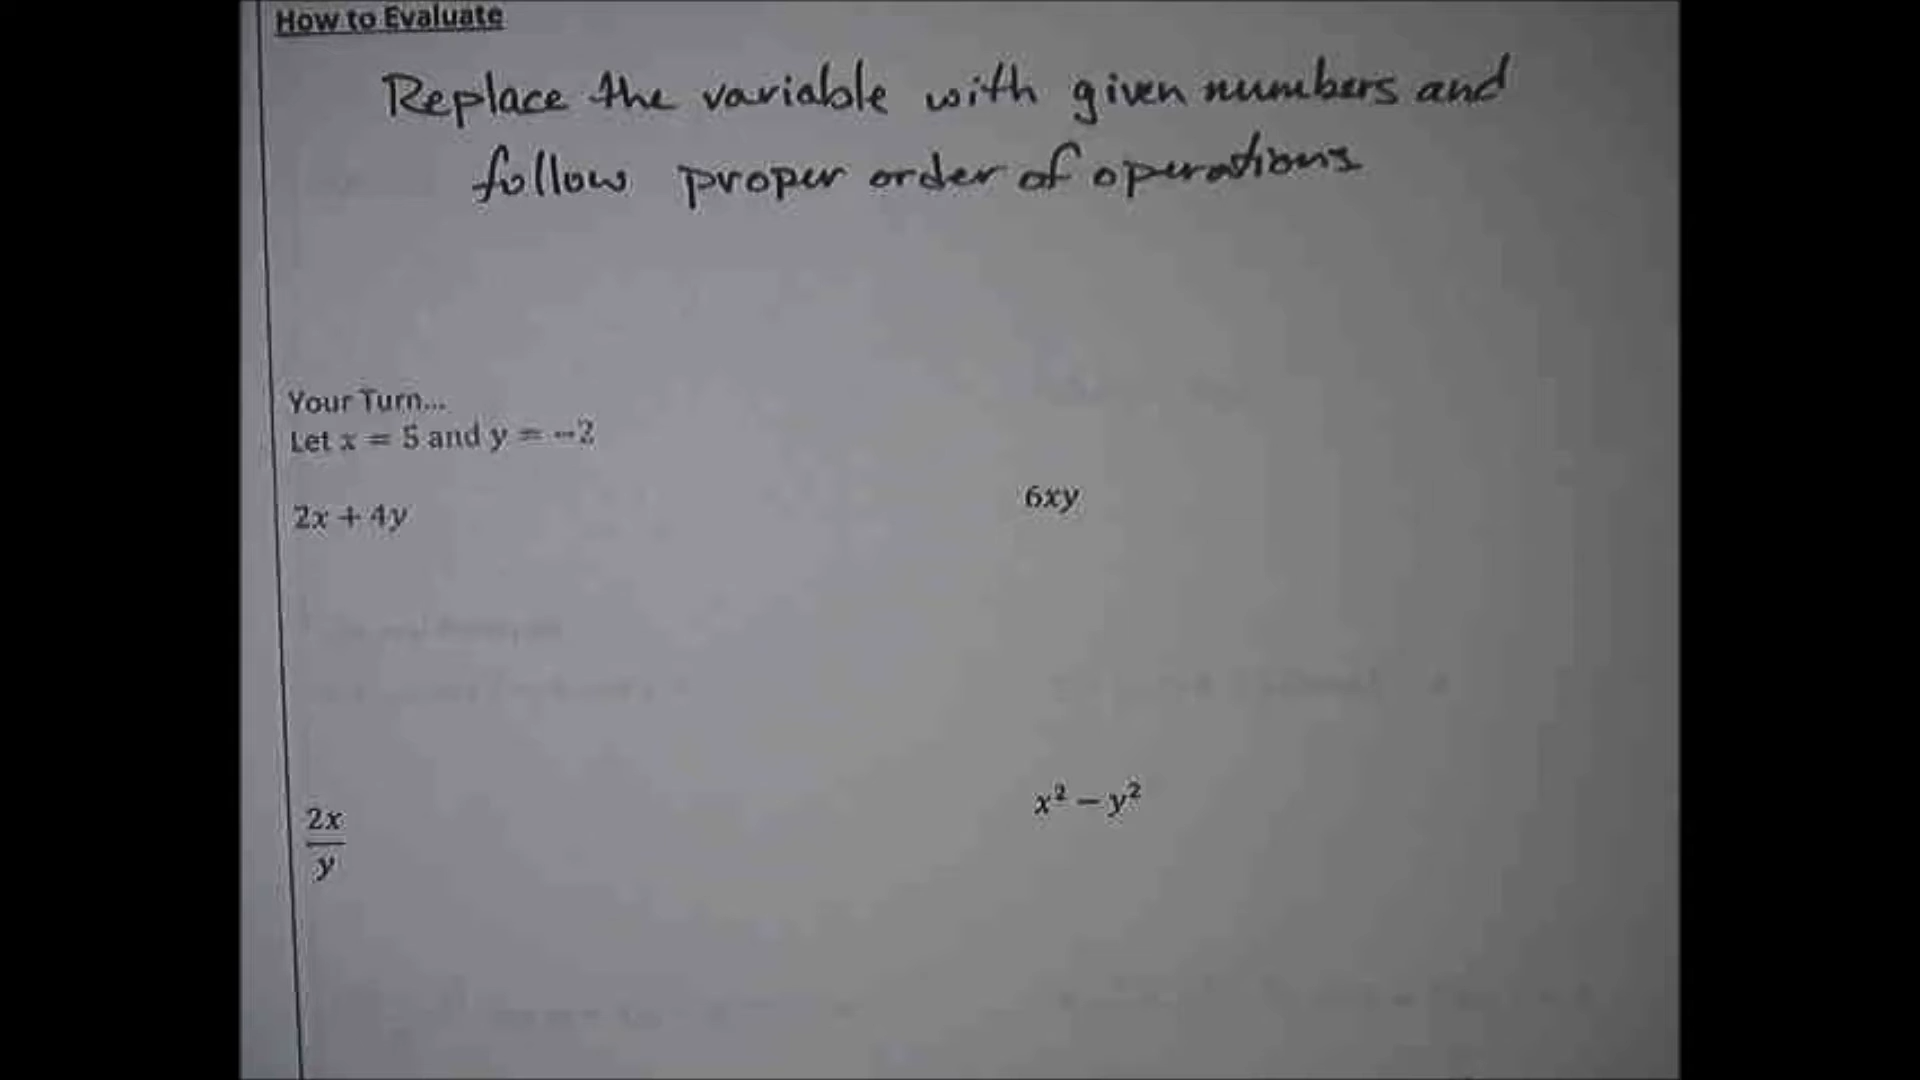 How to Evaluate
Replace the variable with given numbers and
follow proper order of operations
Your Turn...
Let x = 5 and y = −2
2x + 4y
6xy
2x
y
x² − y²